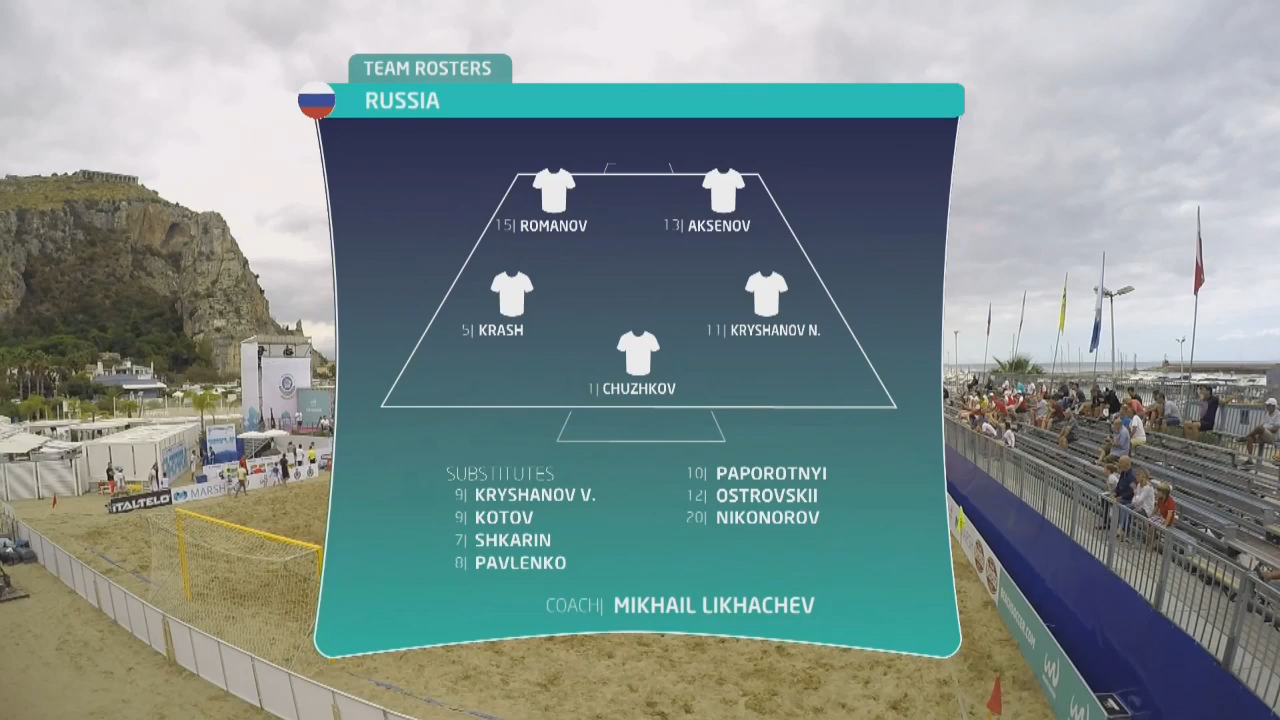 TEAM ROSTERS
RUSSIA
15| ROMANOV
13| AKSENOV
5| KRASH
11| KRYSHANOV N.
1| CHUZHKOV
SUBSTITUTES
9| KRYSHANOV V.
9| KOTOV
7| SHKARIN
8| PAVLENKO
10| PAPOROTNYI
12| OSTROVSKII
20| NIKONOROV
COACH| MIKHAIL LIKHACHEV
ITALTELO
MARSH